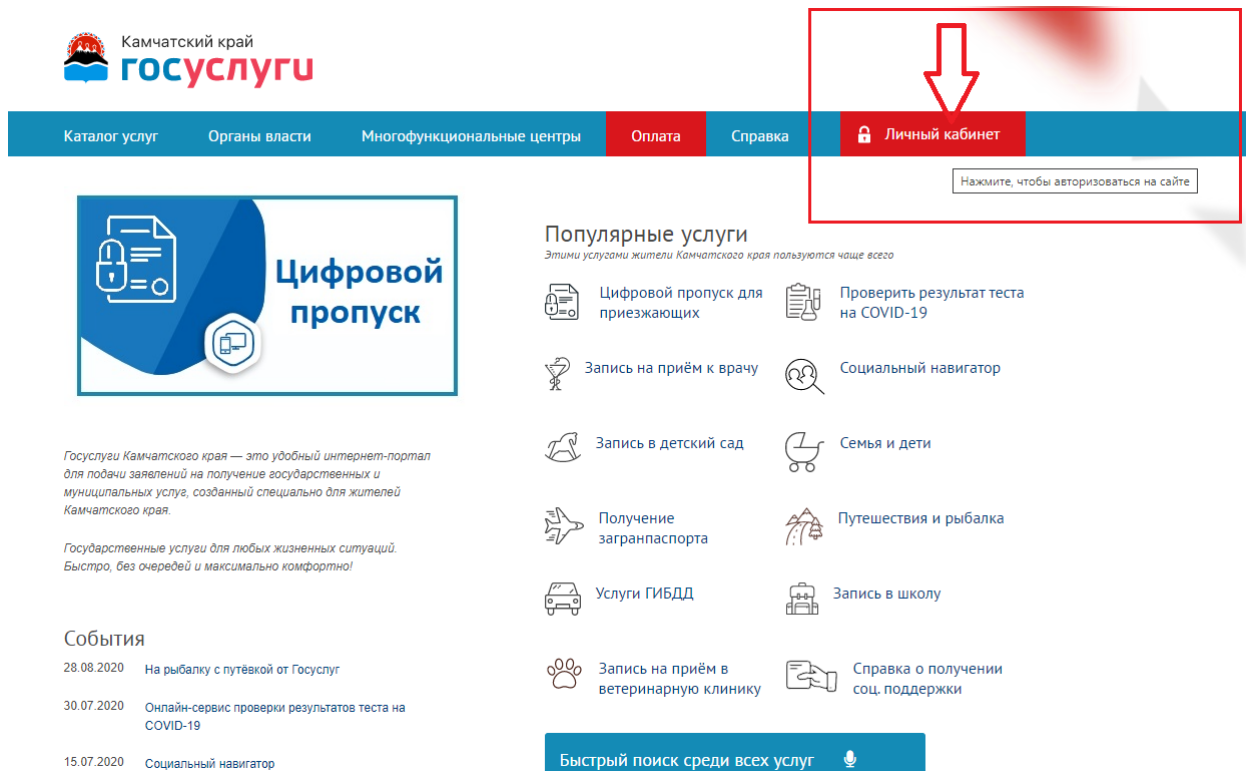 Камчатский край
госуслуги
Каталог услуг
Органы власти
Многофункциональные центры
Оплата
Справка
Личный кабинет
Нажмите, чтобы авторизоваться на сайте
Цифровой
пропуск
Госуслуги Камчатского края — это удобный интернет-портал
для подачи заявлений на получение государственных и
муниципальных услуг, созданный специально для жителей
Камчатского края.
Государственные услуги для любых жизненных ситуаций.
Быстро, без очередей и максимально комфортно!
События
28.08.2020 На рыбалку с путёвкой от Госуслуг
30.07.2020 Онлайн-сервис проверки результатов теста на
COVID-19
15.07.2020 Социальный навигатор
Популярные услуги
Этими услугами жители Камчатского края пользуются чаще всего
Цифровой пропуск для
приезжающих
Проверить результат теста
на COVID-19
Запись на приём к врачу
Социальный навигатор
Запись в детский сад
Семья и дети
Получение
загранпаспорта
Путешествия и рыбалка
Услуги ГИБДД
Запись в школу
Запись на приём в
ветеринарную клинику
Справка о получении
соц. поддержки
Быстрый поиск среди всех услуг